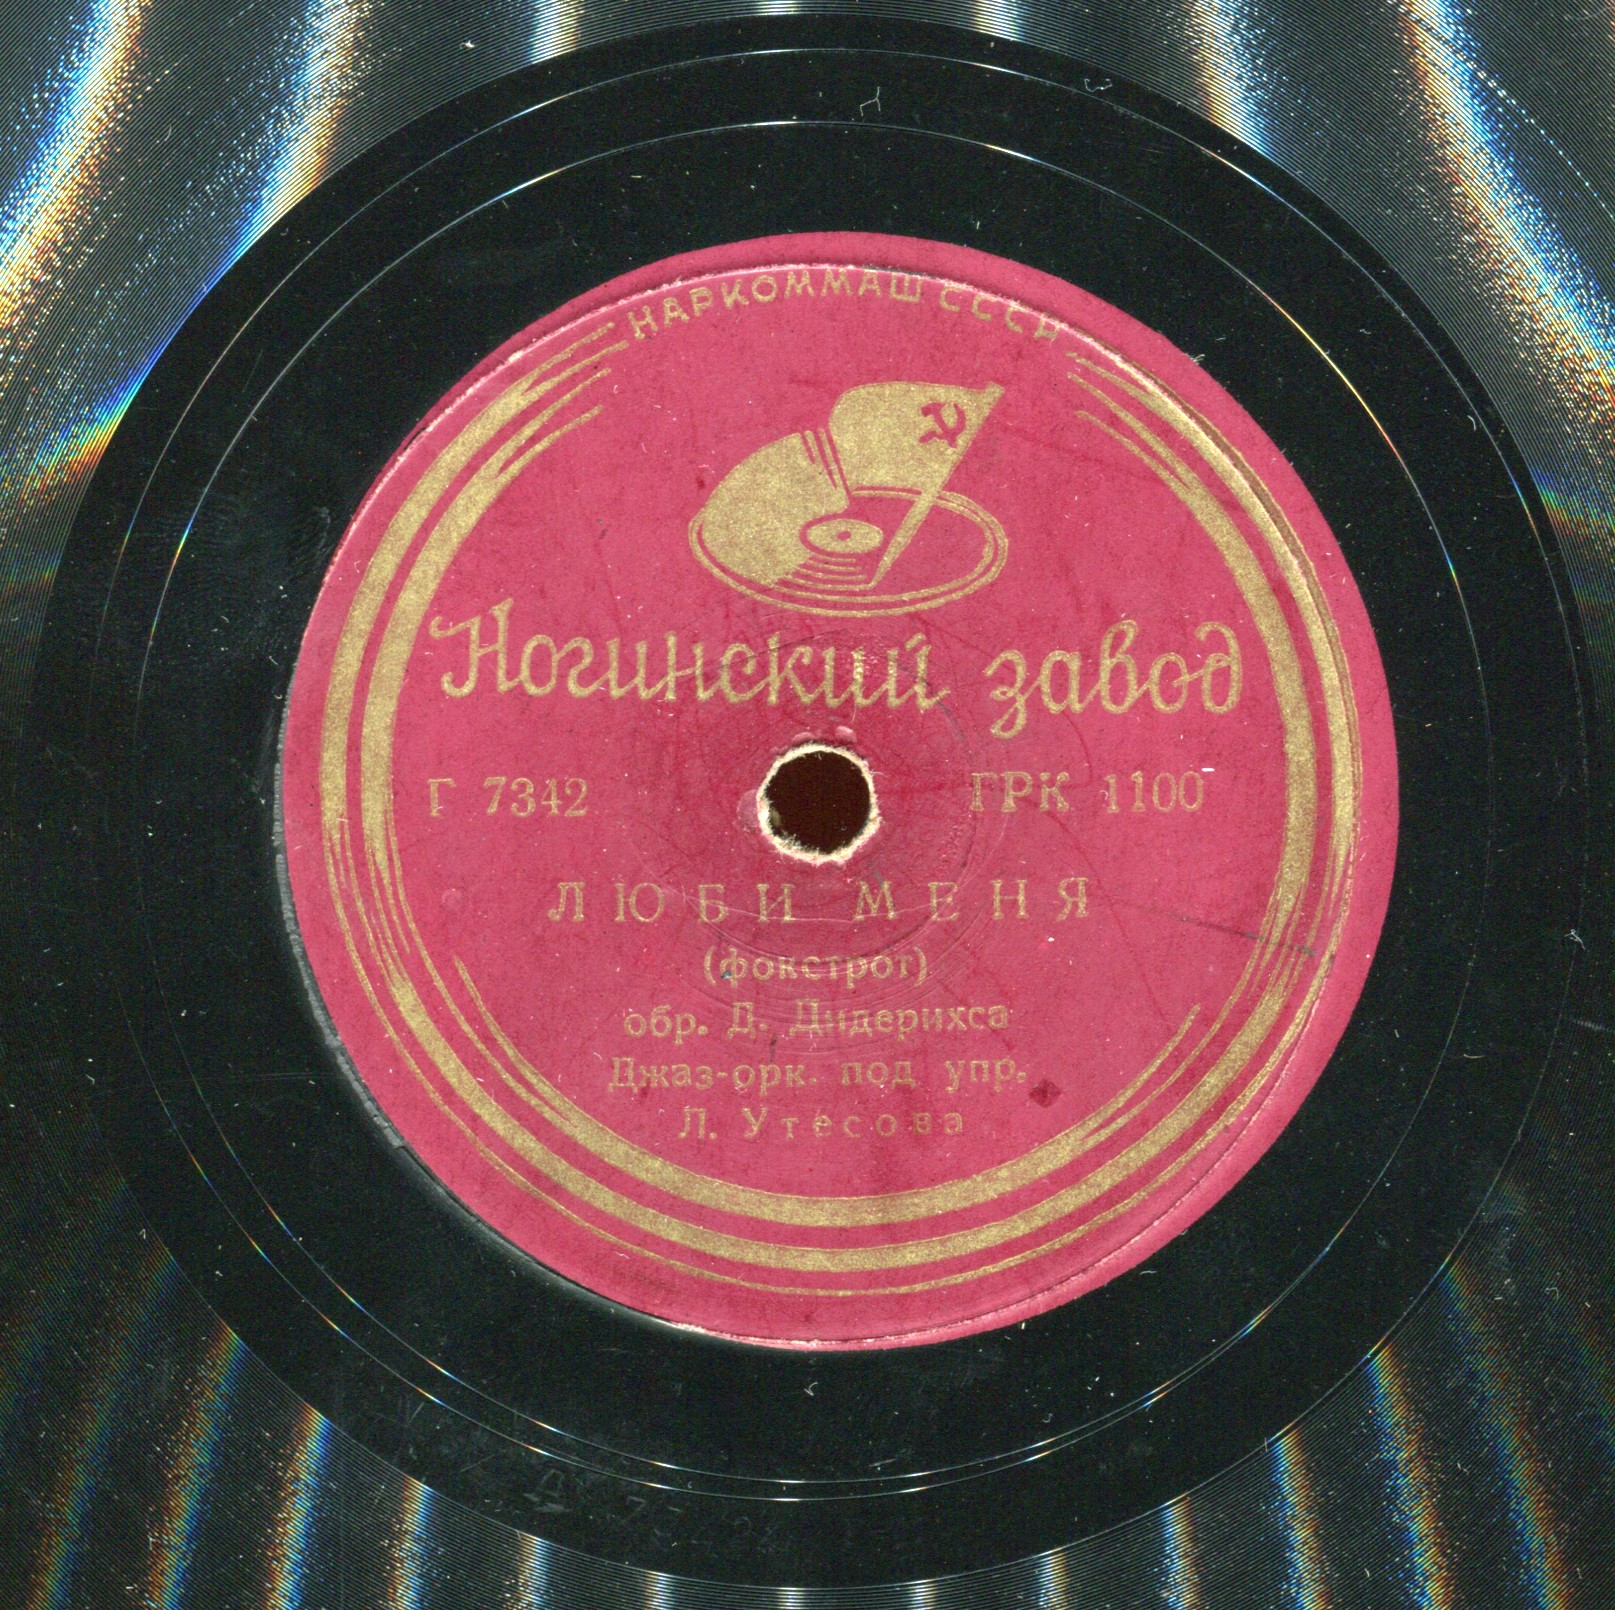 НАРКОММАШ СССР
Ногинский завод
Г 7342 ГРК 1100
ЛЮБИ МЕНЯ
(фокстрот)
обр. Д. Дидерихса
Джаз-орк. под упр.
Л. Утесова